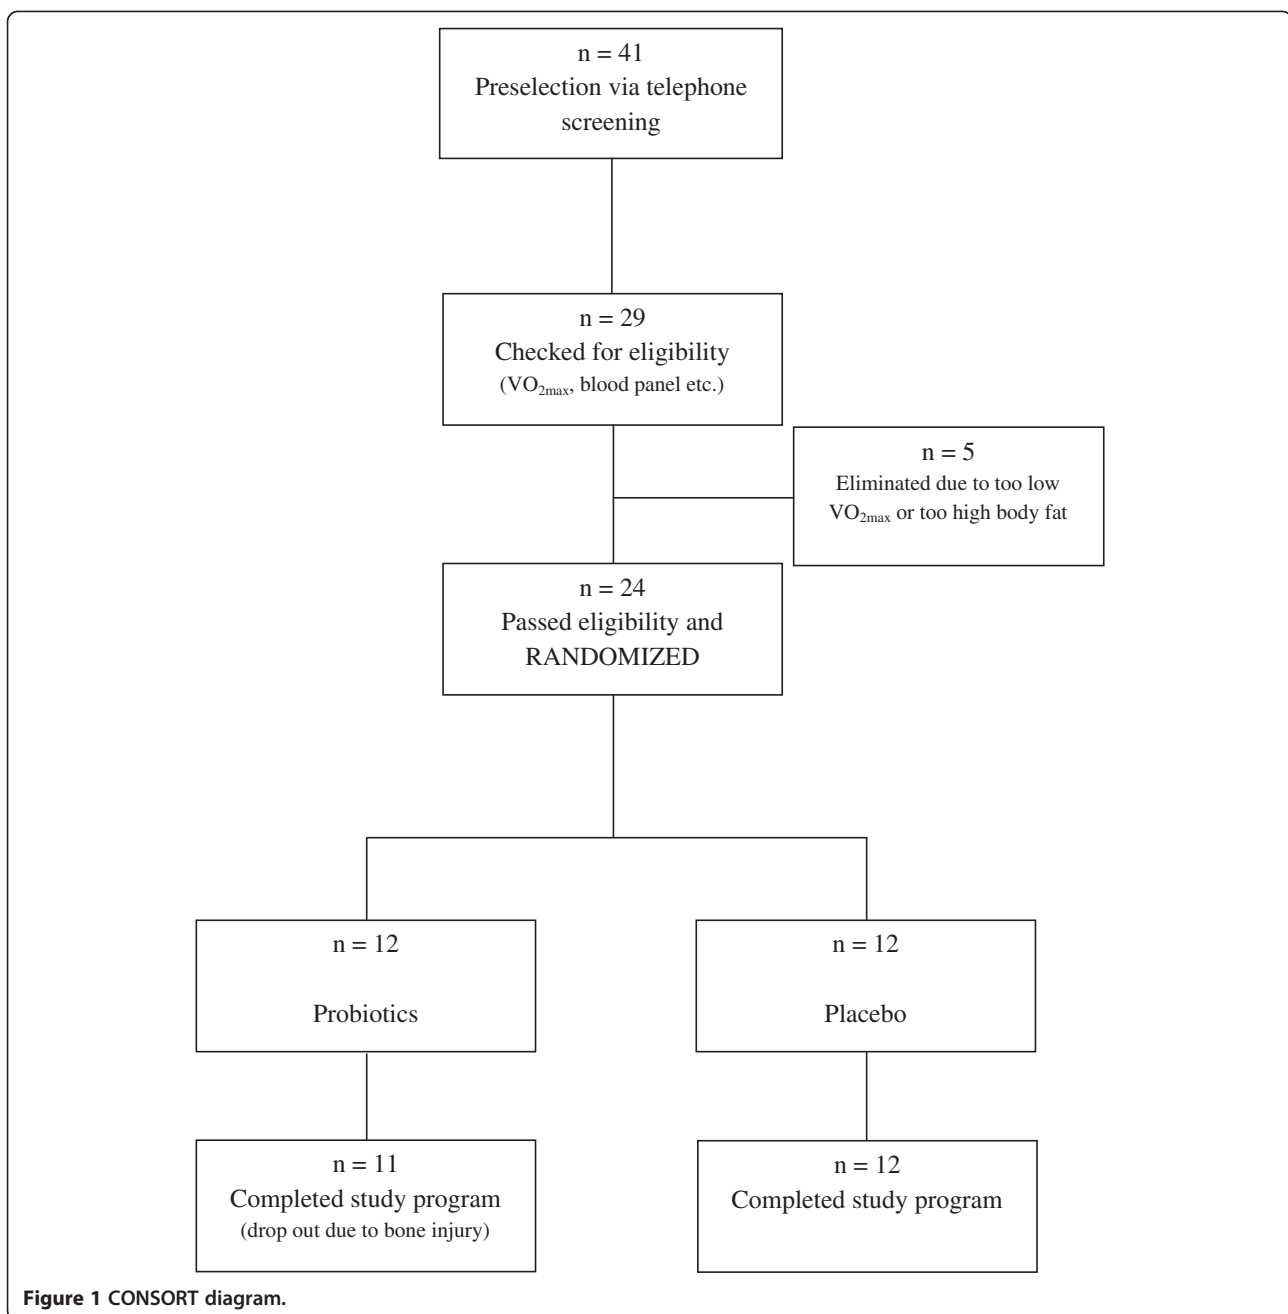 n = 41
Preselection via telephone
screening
n = 29
Checked for eligibility
(VO₂max, blood panel etc.)
n = 5
Eliminated due to too low
VO₂max or too high body fat
n = 24
Passed eligibility and
RANDOMIZED
n = 12
Probiotics
n = 12
Placebo
n = 11
Completed study program
(drop out due to bone injury)
n = 12
Completed study program
Figure 1 CONSORT diagram.